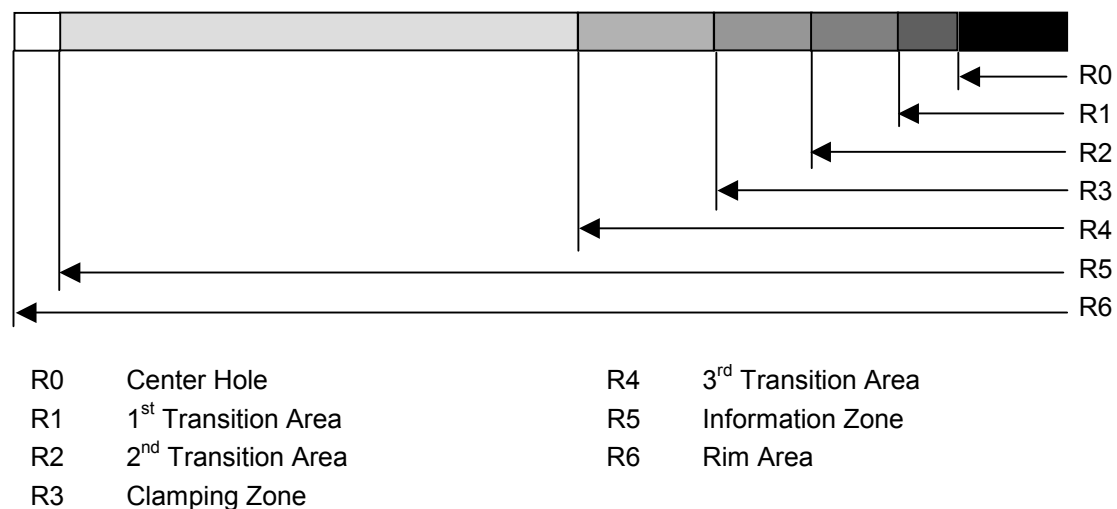 R0
R1
R2
R3
R4
R5
R6
R0 Center Hole
R1 1st Transition Area
R2 2nd Transition Area
R3 Clamping Zone
R4 3rd Transition Area
R5 Information Zone
R6 Rim Area